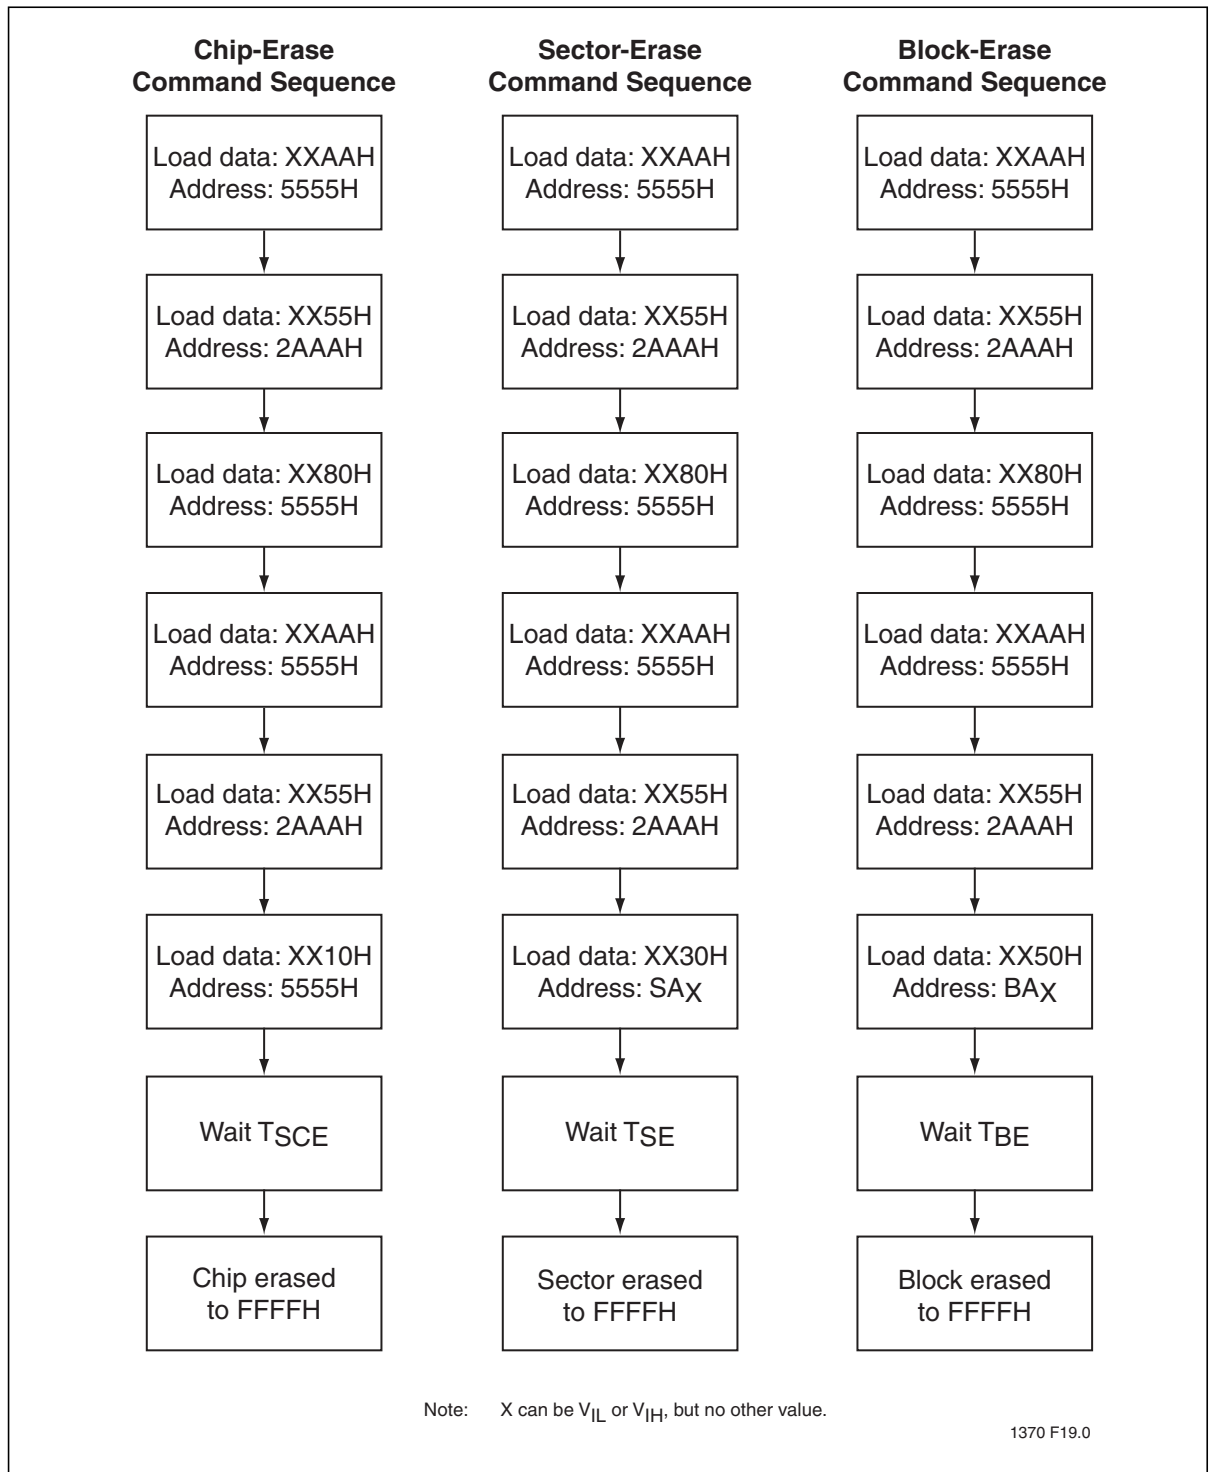 Chip-Erase
Command Sequence
Load data: XXAAH
Address: 5555H
Load data: XX55H
Address: 2AAAH
Load data: XX80H
Address: 5555H
Load data: XXAAH
Address: 5555H
Load data: XX55H
Address: 2AAAH
Load data: XX10H
Address: 5555H
Wait TSCE
Chip erased
to FFFFH
Sector-Erase
Command Sequence
Load data: XXAAH
Address: 5555H
Load data: XX55H
Address: 2AAAH
Load data: XX80H
Address: 5555H
Load data: XXAAH
Address: 5555H
Load data: XX55H
Address: 2AAAH
Load data: XX30H
Address: SAX
Wait TSE
Sector erased
to FFFFH
Block-Erase
Command Sequence
Load data: XXAAH
Address: 5555H
Load data: XX55H
Address: 2AAAH
Load data: XX80H
Address: 5555H
Load data: XXAAH
Address: 5555H
Load data: XX55H
Address: 2AAAH
Load data: XX50H
Address: BAX
Wait TBE
Block erased
to FFFFH
Note: X can be VIL or VIH, but no other value.
1370 F19.0